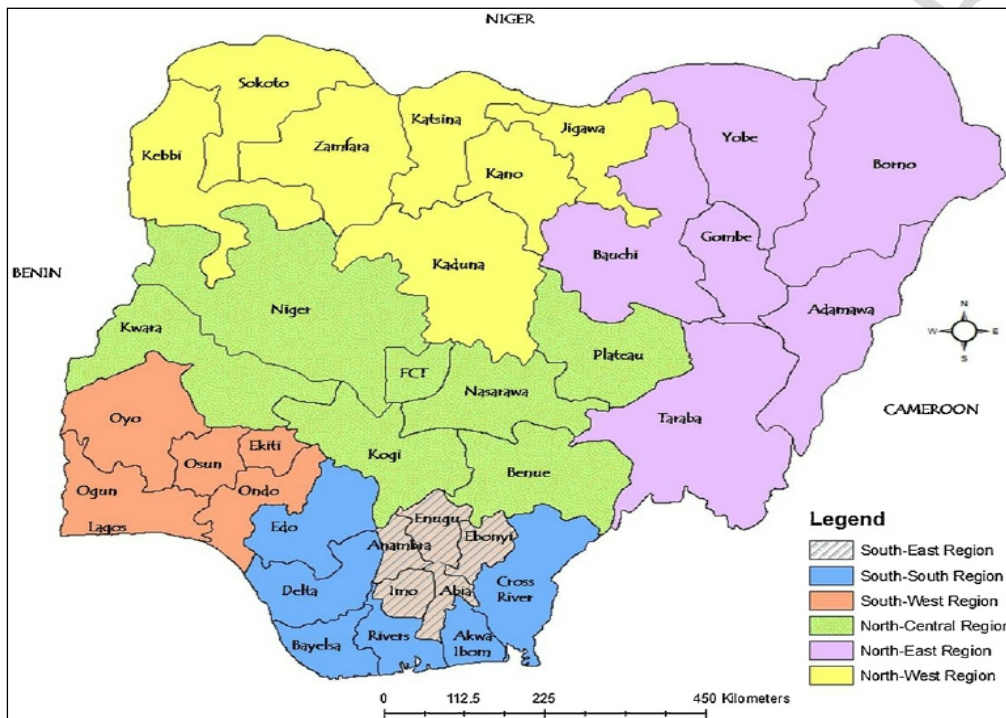 NIGER
Sokoto
Kebbi
Zamfara
Katsina
Kano
Jigawa
Yobe
Borno
Kaduna
Bauchi
Gombe
Adamawa
BENIN
Niger
Kwara
FCT
Nasarawa
Plateau
Taraba
CAMEROON
N
W
E
S
Oyo
Osun
Ekiti
Ogun
Lagos
Ondo
Kogi
Benue
Edo
Enugu
Anambra
Ebonyi
Imo
Abia
Delta
Cross
River
Bayelsa
Rivers
Akwa
Ibom
Legend
South-East Region
South-South Region
South-West Region
North-Central Region
North-East Region
North-West Region
0 112.5 225 450 Kilometers